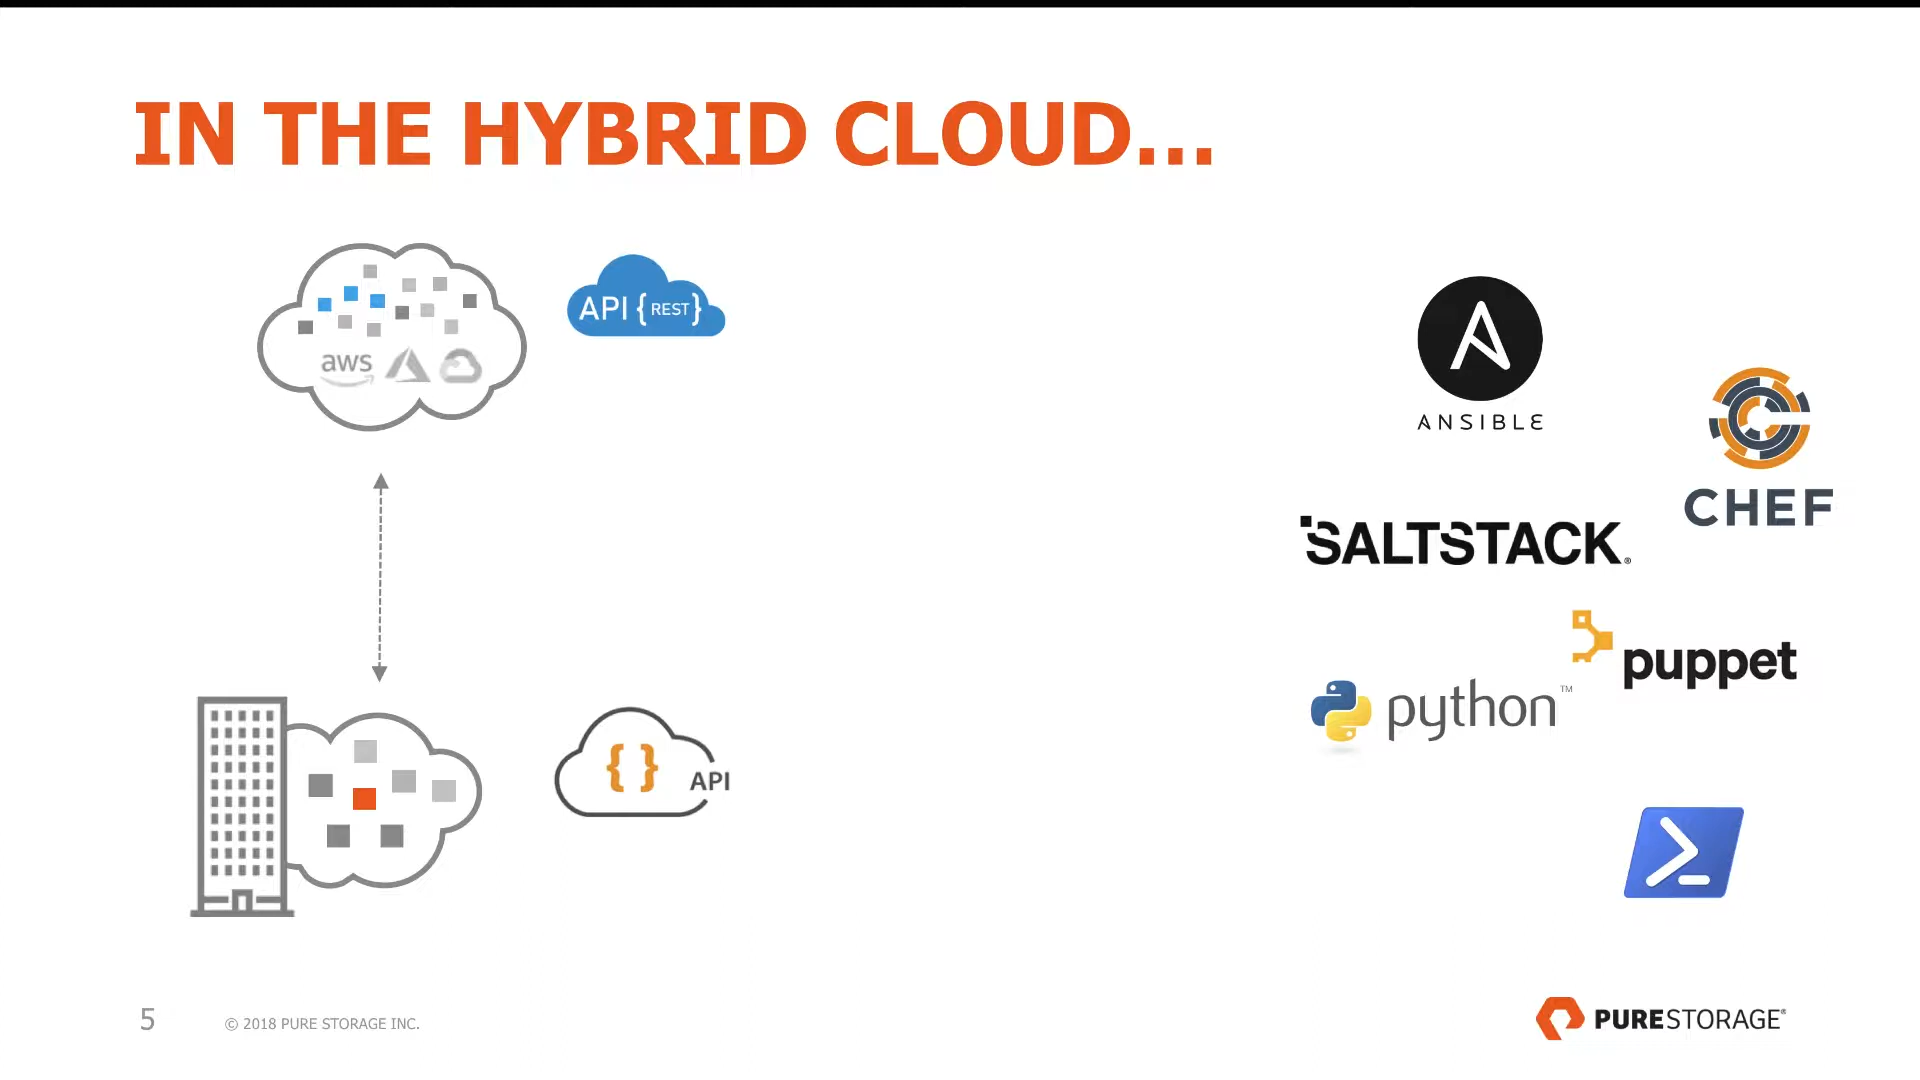 IN THE HYBRID CLOUD...
API {REST}
aws
ANSIBLE
CHEF
SALTSTACK®
puppet
python™
{ } API
5
© 2018 PURE STORAGE INC.
PURESTORAGE®